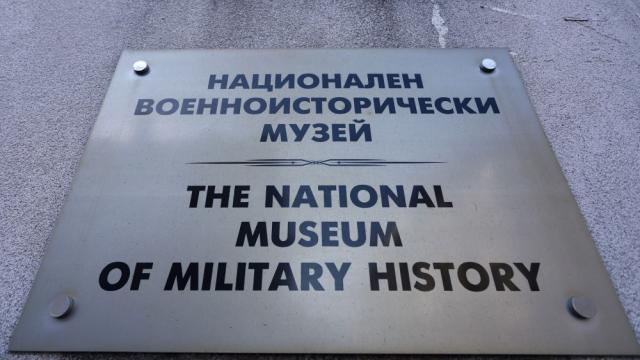 НАЦИОНАЛЕН
ВОЕННОИСТОРИЧЕСКИ
МУЗЕЙ
THE NATIONAL
MUSEUM
OF MILITARY HISTORY